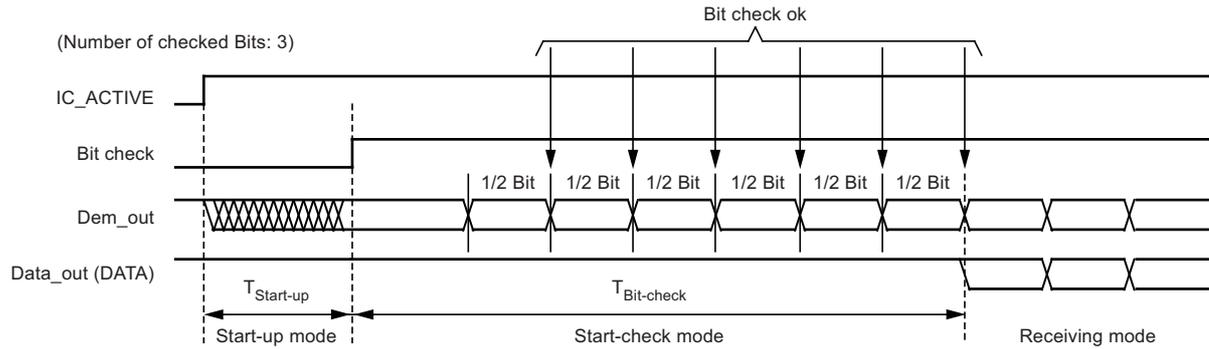 Bit check ok
(Number of checked Bits: 3)
IC_ACTIVE
Bit check
1/2 Bit 1/2 Bit 1/2 Bit 1/2 Bit 1/2 Bit 1/2 Bit
Dem_out
Data_out (DATA)
TStart-up TBit-check
Start-up mode Start-check mode Receiving mode